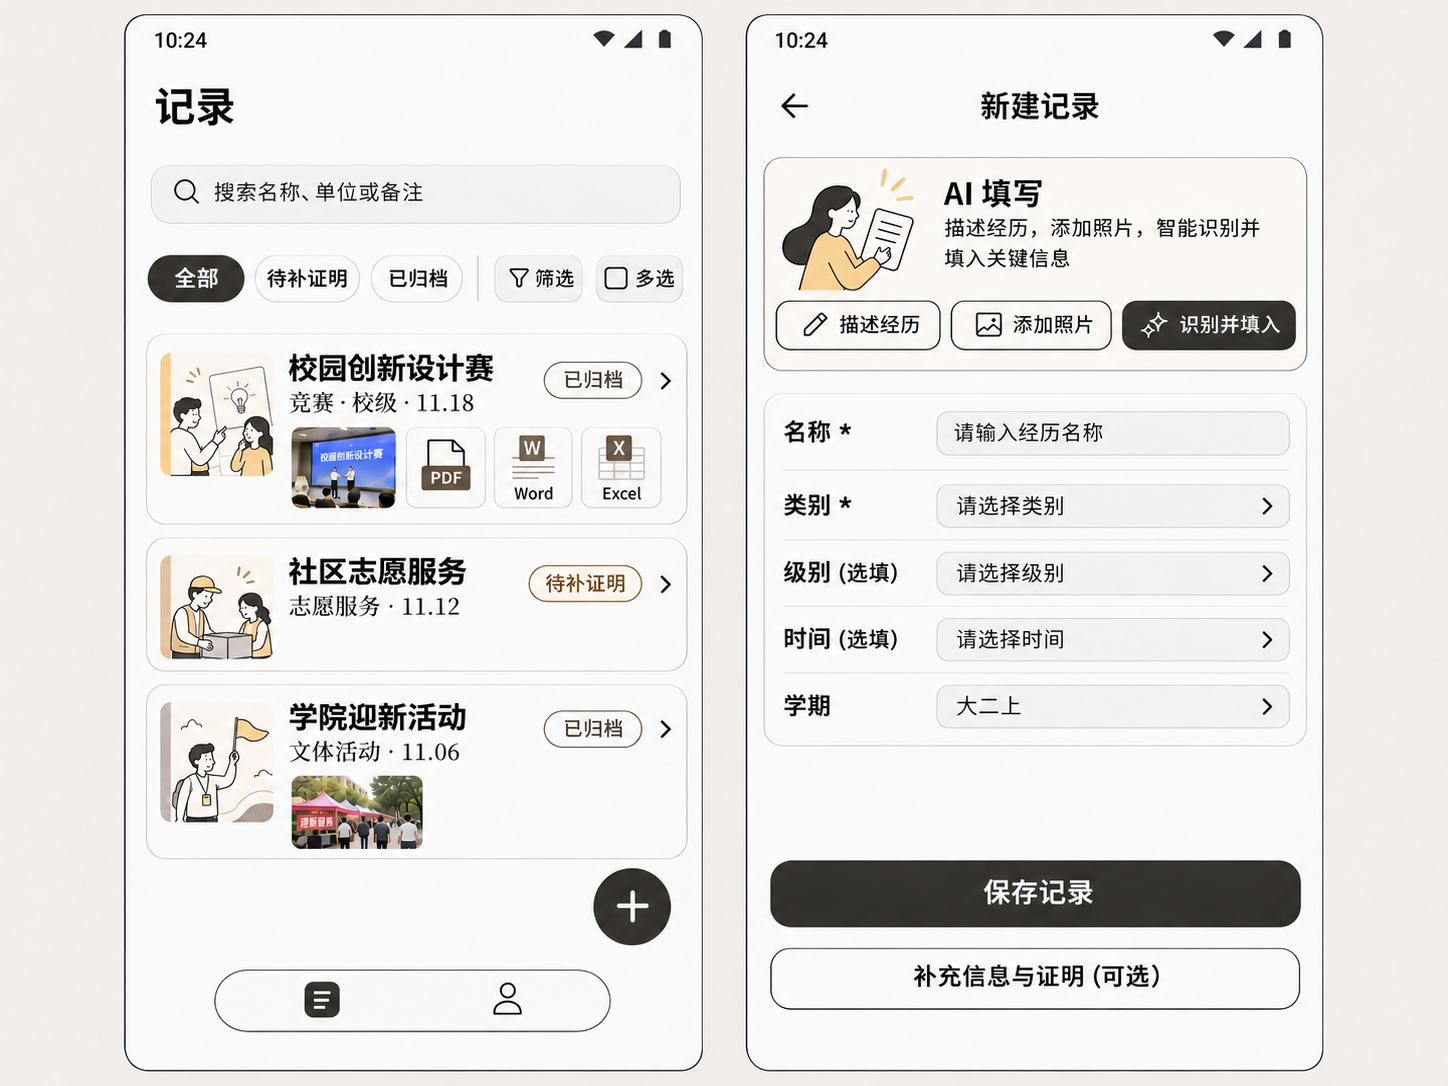 10:24
记录
搜索名称、单位或备注
全部
待补证明
已归档
筛选
多选
校园创新设计赛
已归档
竞赛 · 校级 · 11.18
校园创新设计赛
PDF
W
Word
X
Excel
社区志愿服务
待补证明
志愿服务 · 11.12
学院迎新活动
已归档
文体活动 · 11.06
10:24
新建记录
AI 填写
描述经历，添加照片，智能识别并
填入关键信息
描述经历
添加照片
识别并填入
名称 *
请输入经历名称
类别 *
请选择类别
级别 (选填)
请选择级别
时间 (选填)
请选择时间
学期
大二上
保存记录
补充信息与证明 (可选)